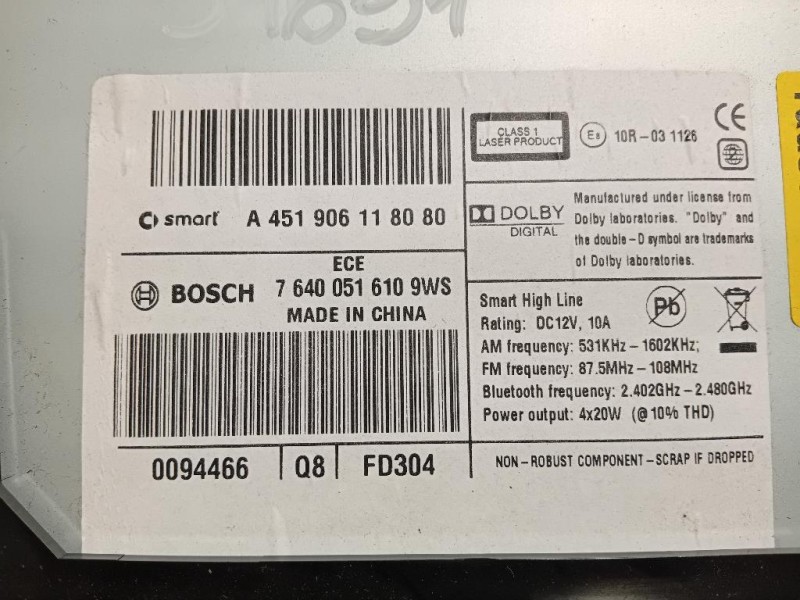 smart A 451 906 11 80 80
ECE
BOSCH 7 640 051 610 9WS
MADE IN CHINA
0094466 Q8 FD304
CLASS 1
LASER PRODUCT
E8 10R-03 1126
CE
DOLBY
DIGITAL
Manufactured under license from
Dolby laboratories. "Dolby" and
the double-D symbol are trademarks
of Dolby laboratories.
Smart High Line
Pb
Rating: DC12V, 10A
AM frequency: 531KHz-1602KHz;
FM frequency: 87.5MHz-108MHz
Bluetooth frequency: 2.402GHz-2.480GHz
Power output: 4x20W (@10% THD)
NON-ROBUST COMPONENT-SCRAP IF DROPPED